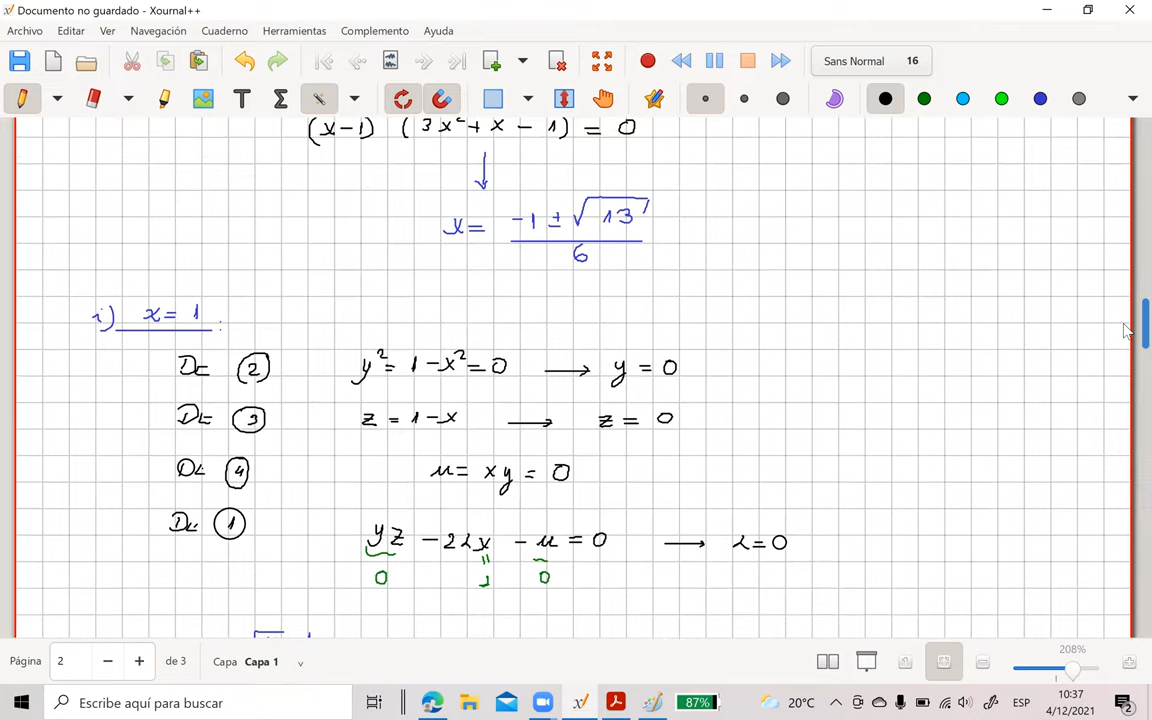 Documento no guardado - Xournal++
Archivo Editar Ver Navegación Cuaderno Herramientas Complemento Ayuda
Sans Normal 16
(x-1) (3x²+x-1) = 0
x = -1 ± √13 / 6
i) x = 1 :
De (2) y² = 1 - x² = 0 → y = 0
De (3) z = 1 - x → z = 0
De (4) μ = xy = 0
De (1) yz - 2λx - μ = 0 → λ = 0
0 1 0
Página 2 de 3 Capa Capa 1
208%
Escribe aquí para buscar
87%
20°C
ESP
10:37
4/12/2021
2